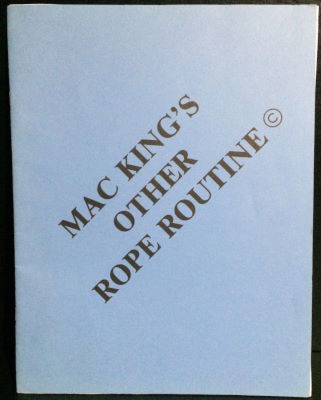 MAC KING'S
OTHER
ROPE ROUTINE ©